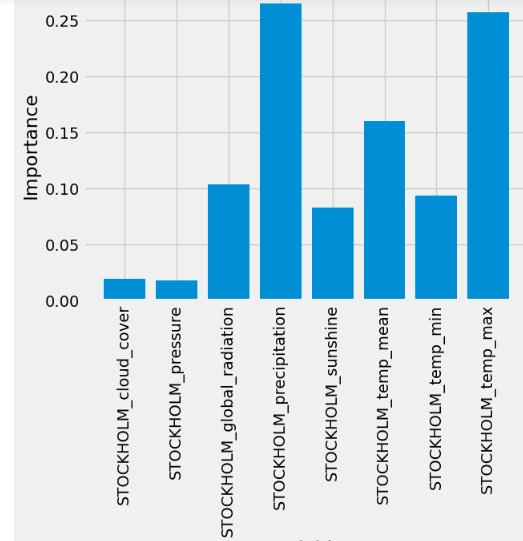 0.25
0.20
0.15
0.10
0.05
0.00
Importance
STOCKHOLM_cloud_cover
STOCKHOLM_pressure
STOCKHOLM_global_radiation
STOCKHOLM_precipitation
STOCKHOLM_sunshine
STOCKHOLM_temp_mean
STOCKHOLM_temp_min
STOCKHOLM_temp_max